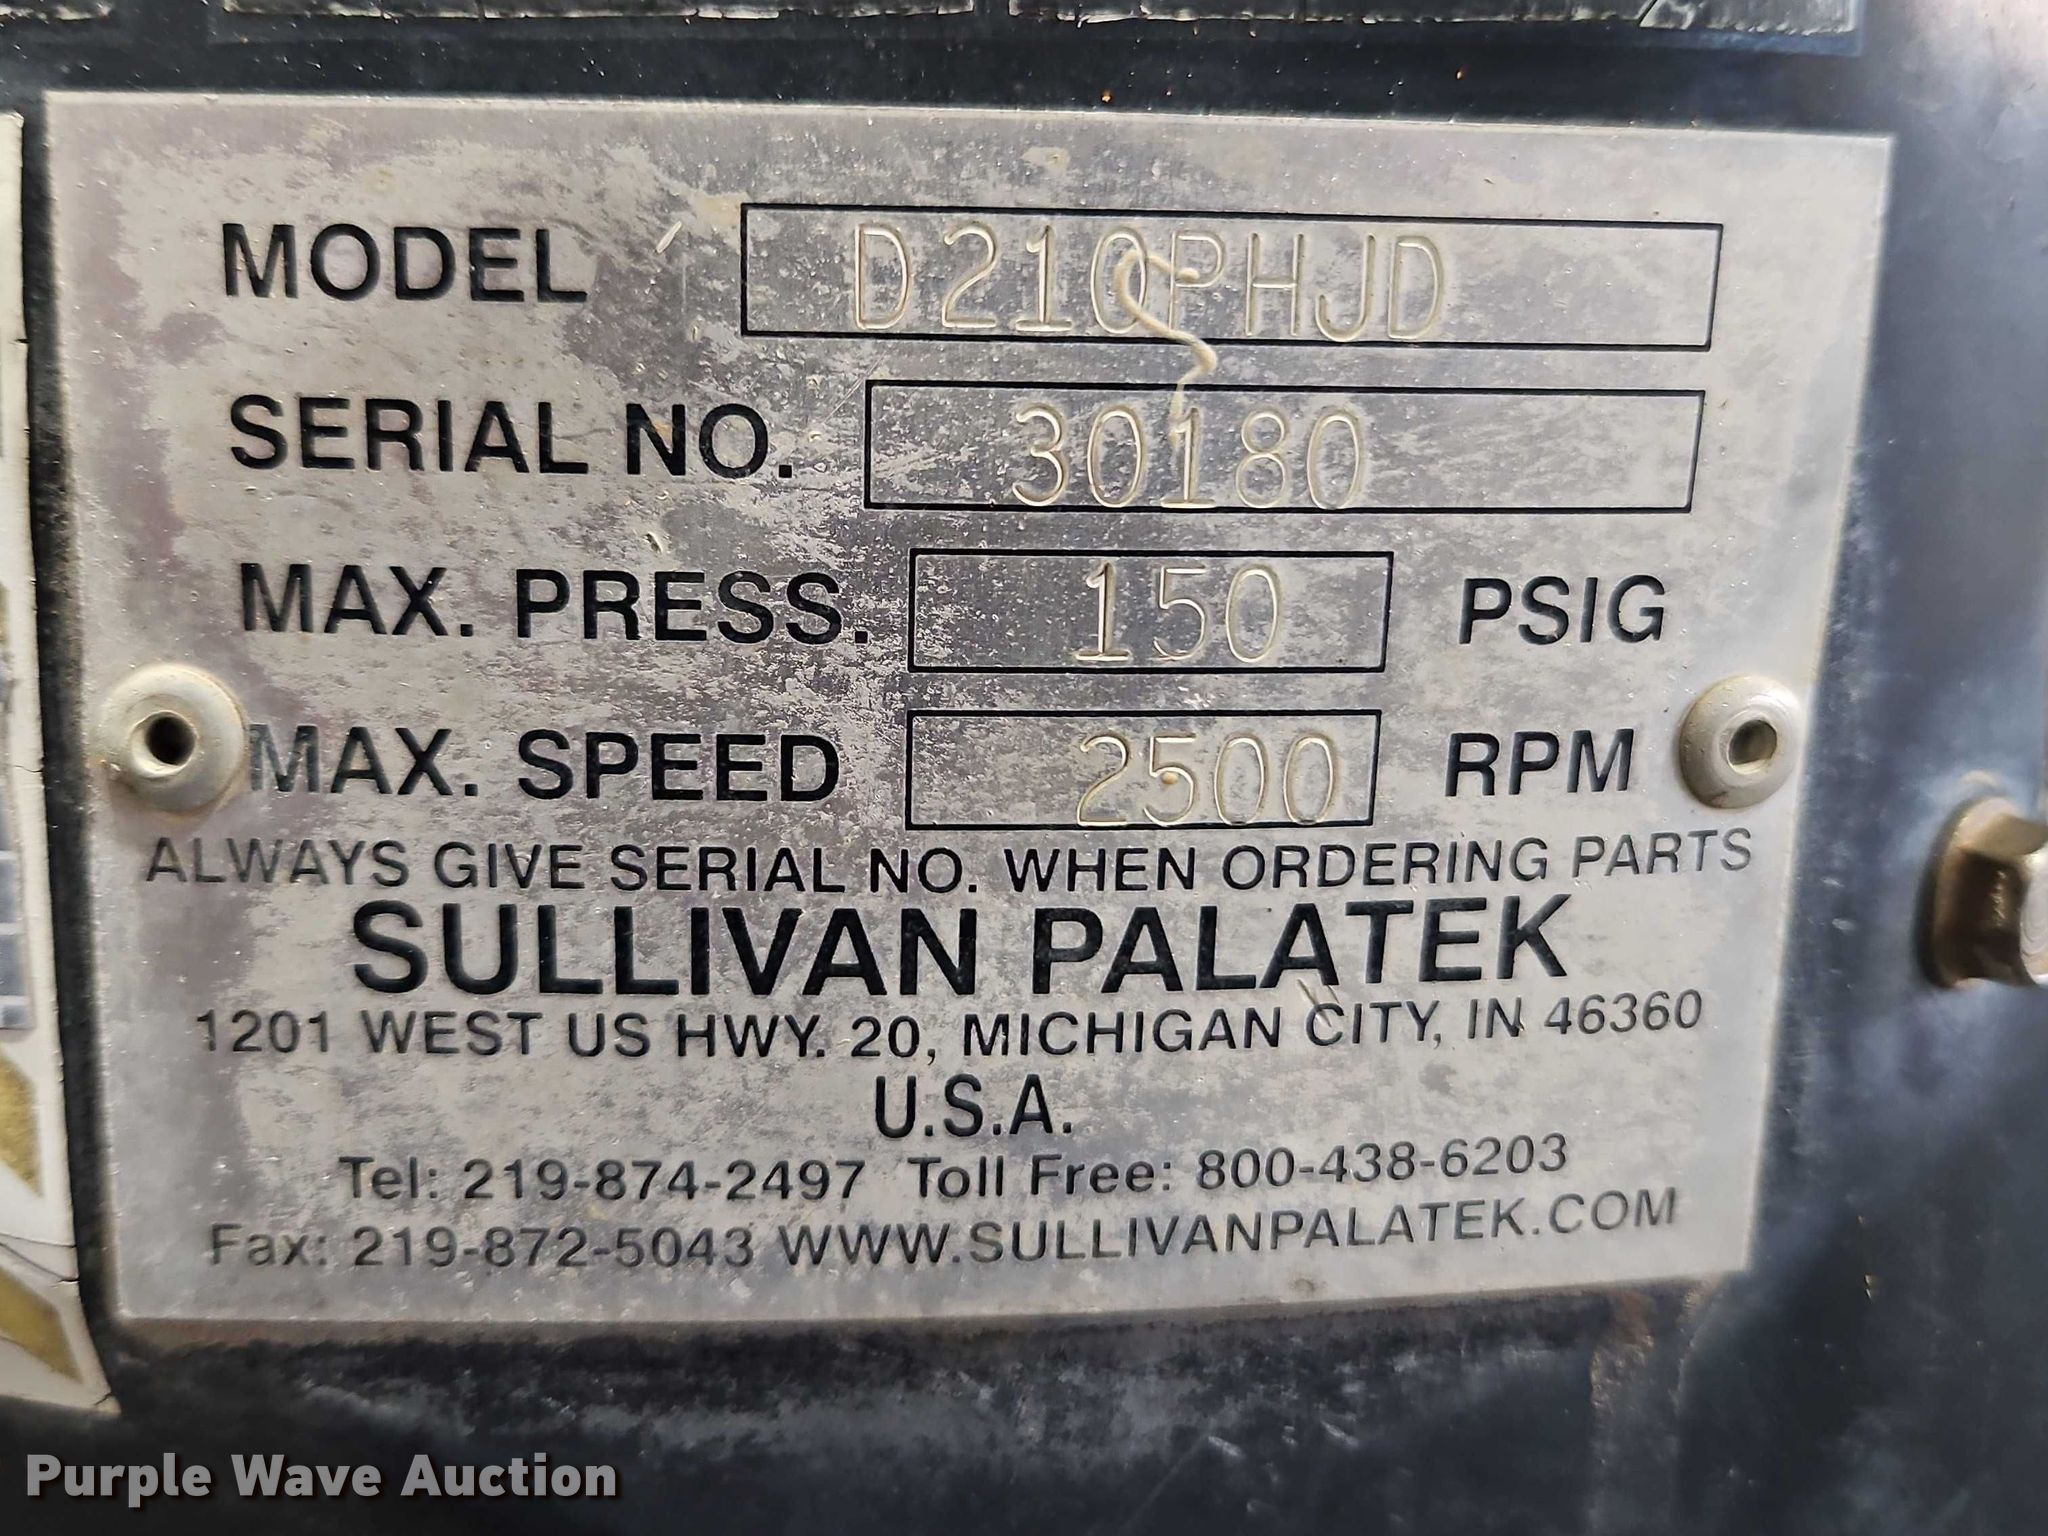 MODEL D210PHJD
SERIAL NO. 30180
MAX. PRESS. 150 PSIG
MAX. SPEED 2500 RPM
ALWAYS GIVE SERIAL NO. WHEN ORDERING PARTS
SULLIVAN PALATEK
1201 WEST US HWY. 20, MICHIGAN CITY, IN 46360
U.S.A.
Tel: 219-874-2497 Toll Free: 800-438-6203
Fax: 219-872-5043 WWW.SULLIVANPALATEK.COM
Purple Wave Auction